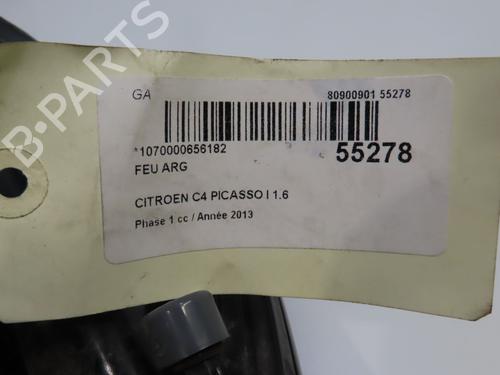 GA
80900901 55278
*1070000656182
55278
FEU ARG
CITROEN C4 PICASSO I 1.6
Phase 1 cc / Année 2013
B-PARTS